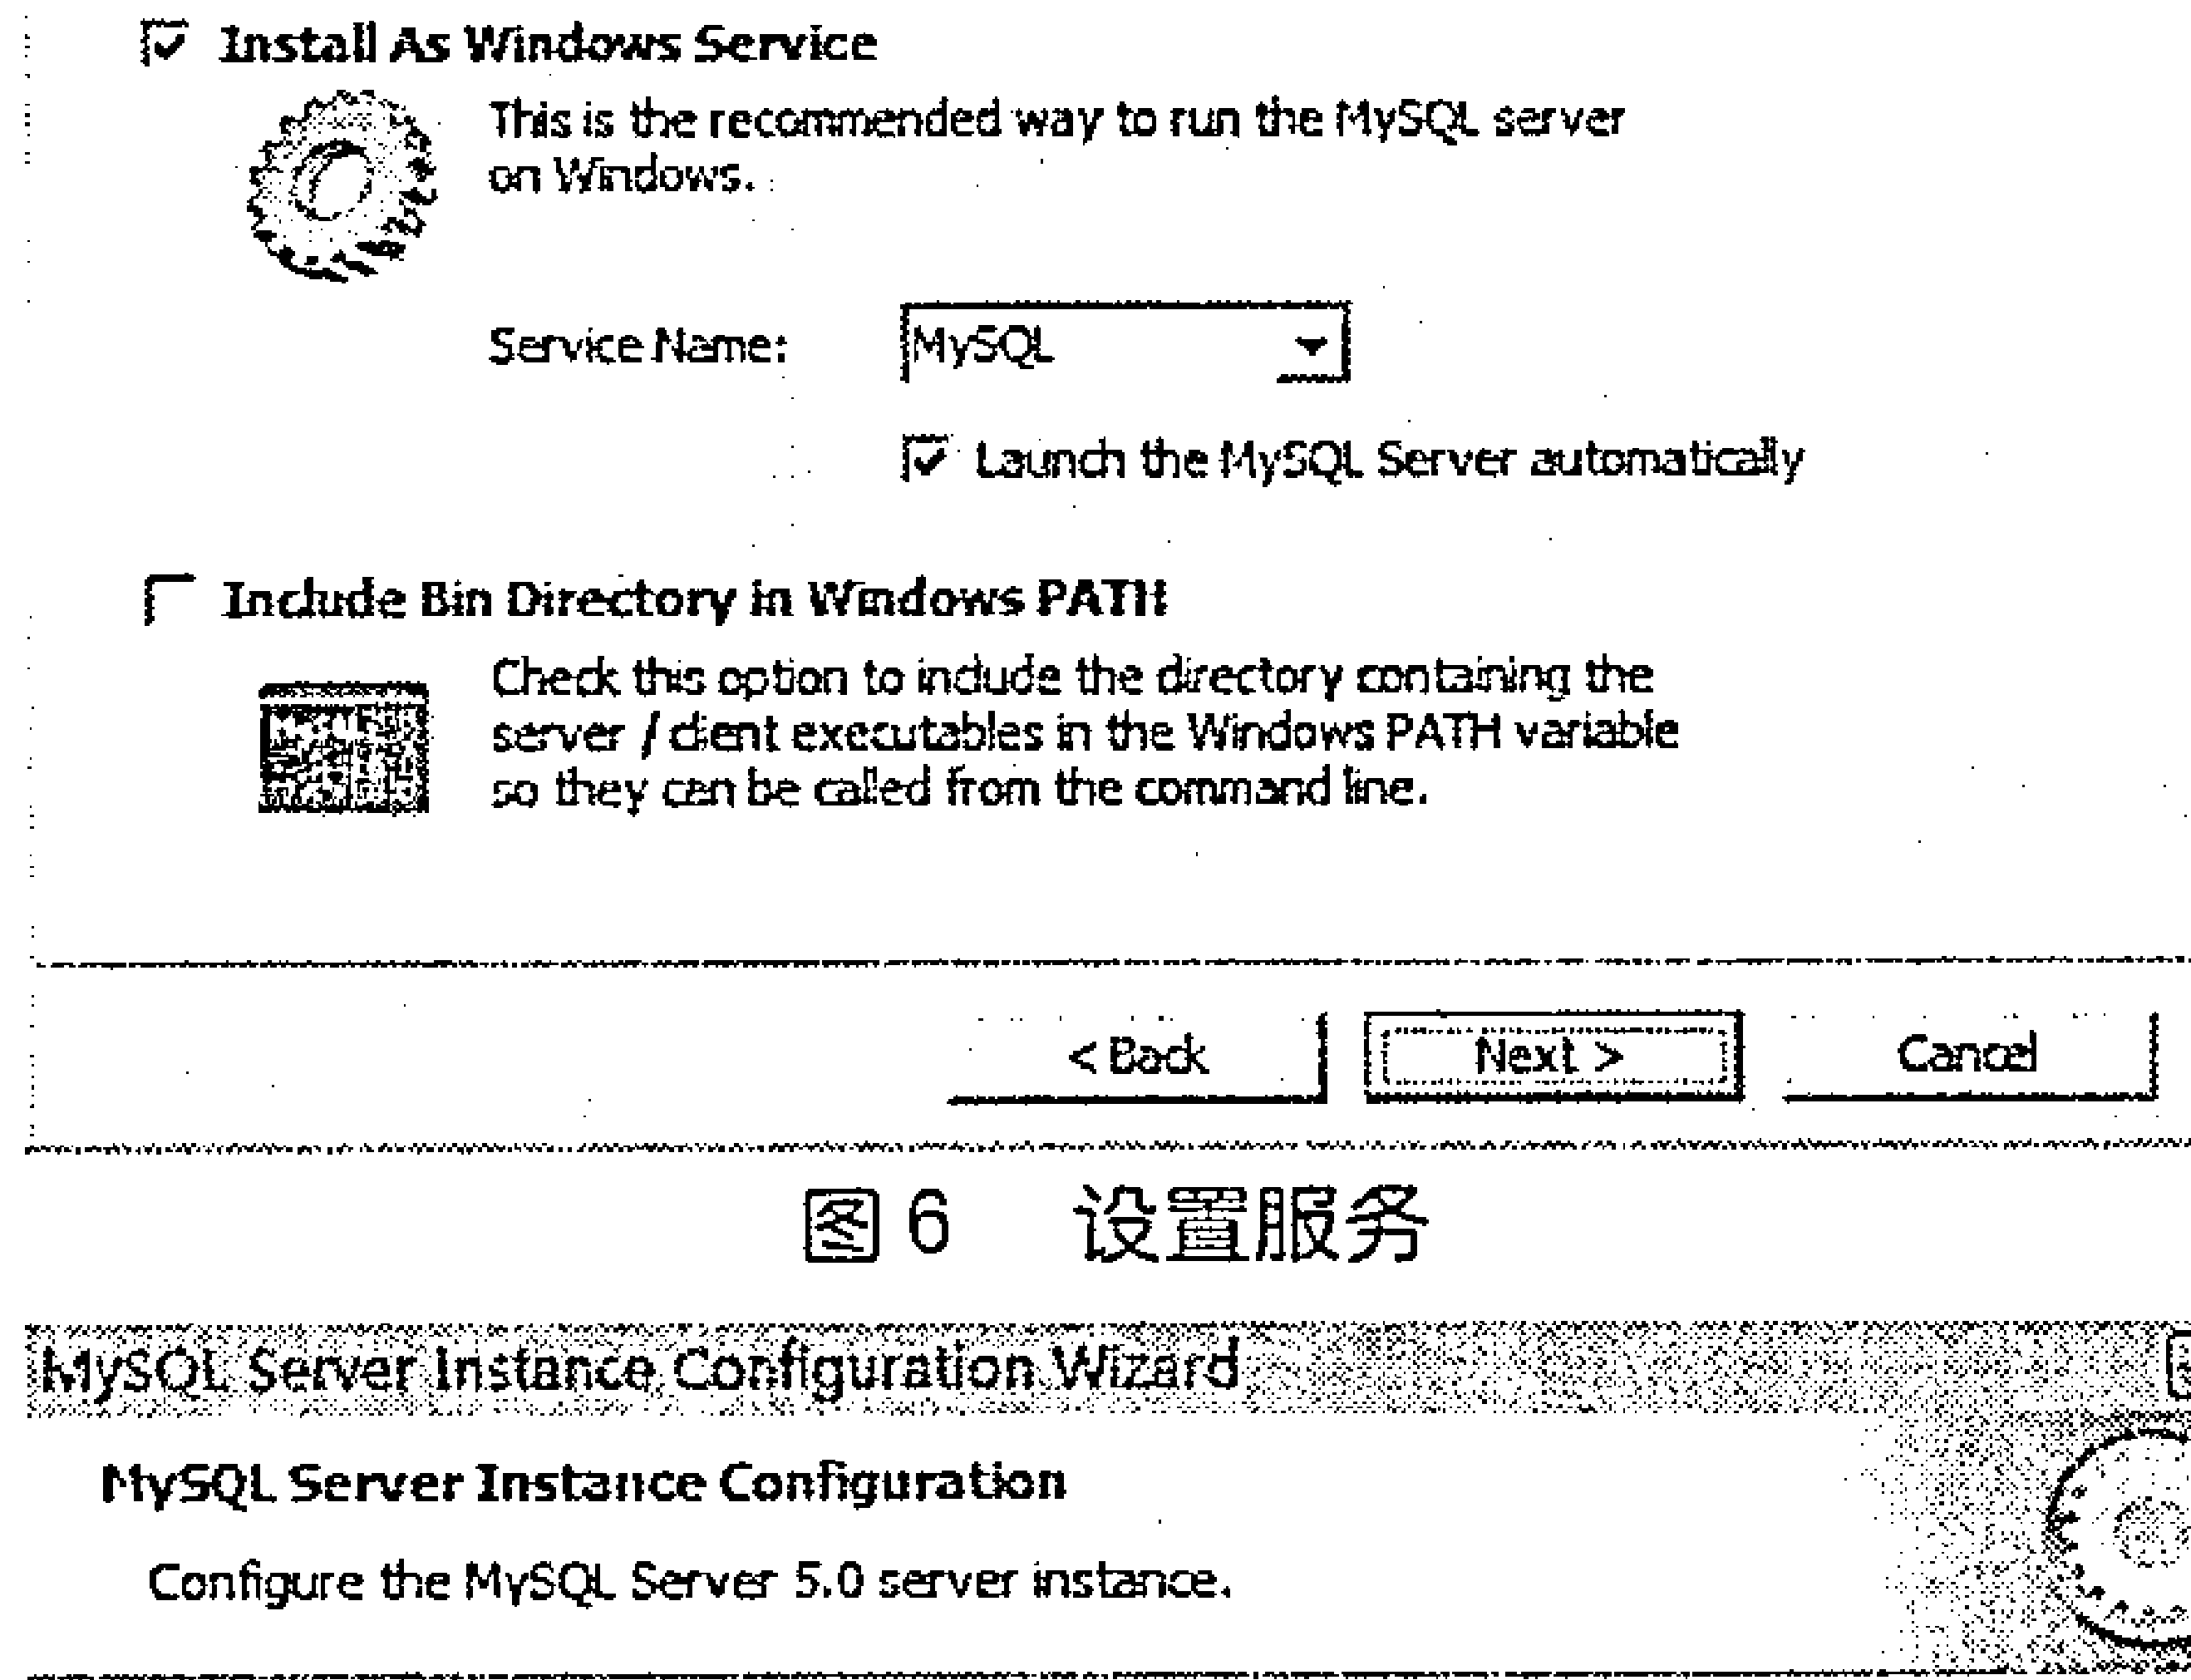 Install As Windows Service
This is the recommended way to run the MySQL server
on Windows.
Service Name: MySQL
Launch the MySQL Server automatically
Include Bin Directory in Windows PATH
Check this option to include the directory containing the
server / client executables in the Windows PATH variable
so they can be called from the command line.
< Back Next > Cancel
图 6 设置服务
MySQL Server Instance Configuration Wizard
MySQL Server Instance Configuration
Configure the MySQL Server 5.0 server instance.